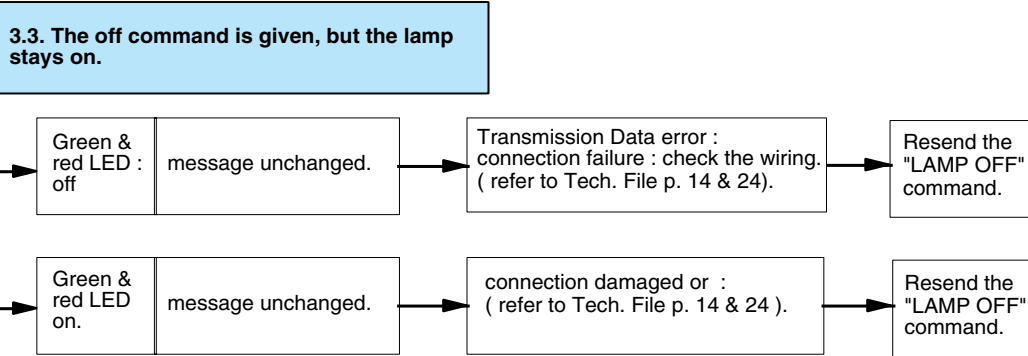 3.3. The off command is given, but the lamp
stays on.
Green &
red LED :
off
message unchanged.
Transmission Data error :
connection failure : check the wiring.
( refer to Tech. File p. 14 & 24).
Resend the
"LAMP OFF"
command.
Green &
red LED
on.
message unchanged.
connection damaged or :
( refer to Tech. File p. 14 & 24 ).
Resend the
"LAMP OFF"
command.